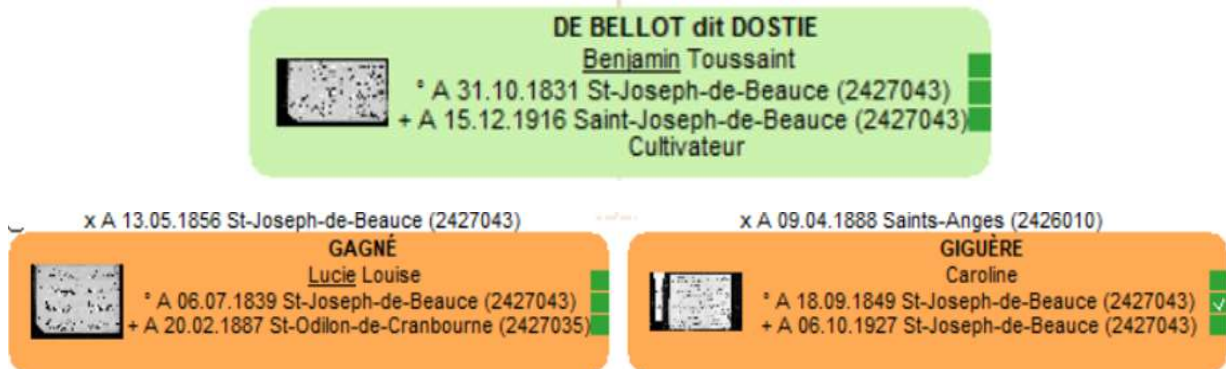 DE BELLOT dit DOSTIE
Benjamin Toussaint
° A 31.10.1831 St-Joseph-de-Beauce (2427043)
+ A 15.12.1916 Saint-Joseph-de-Beauce (2427043)
Cultivateur
x A 13.05.1856 St-Joseph-de-Beauce (2427043)
GAGNÉ
Lucie Louise
° A 06.07.1839 St-Joseph-de-Beauce (2427043)
+ A 20.02.1887 St-Odilon-de-Cranbourne (2427035)
x A 09.04.1888 Saints-Anges (2426010)
GIGUÈRE
Caroline
° A 18.09.1849 St-Joseph-de-Beauce (2427043)
+ A 06.10.1927 St-Joseph-de-Beauce (2427043)